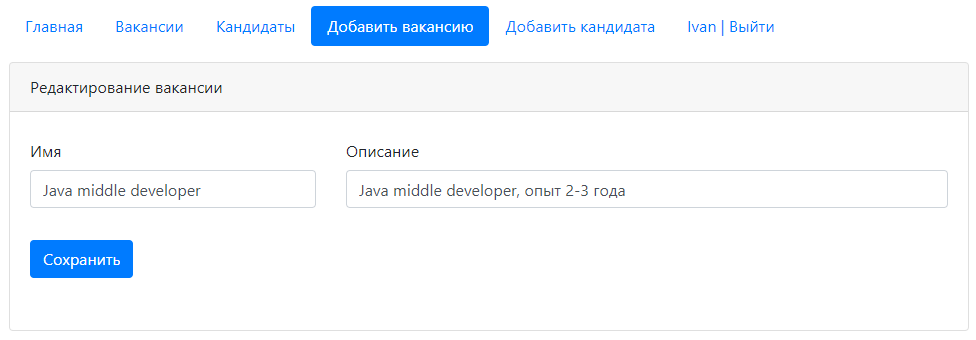 Главная Вакансии Кандидаты Добавить вакансию Добавить кандидата Ivan | Выйти
Редактирование вакансии
Имя Описание
Java middle developer Java middle developer, опыт 2-3 года
Сохранить